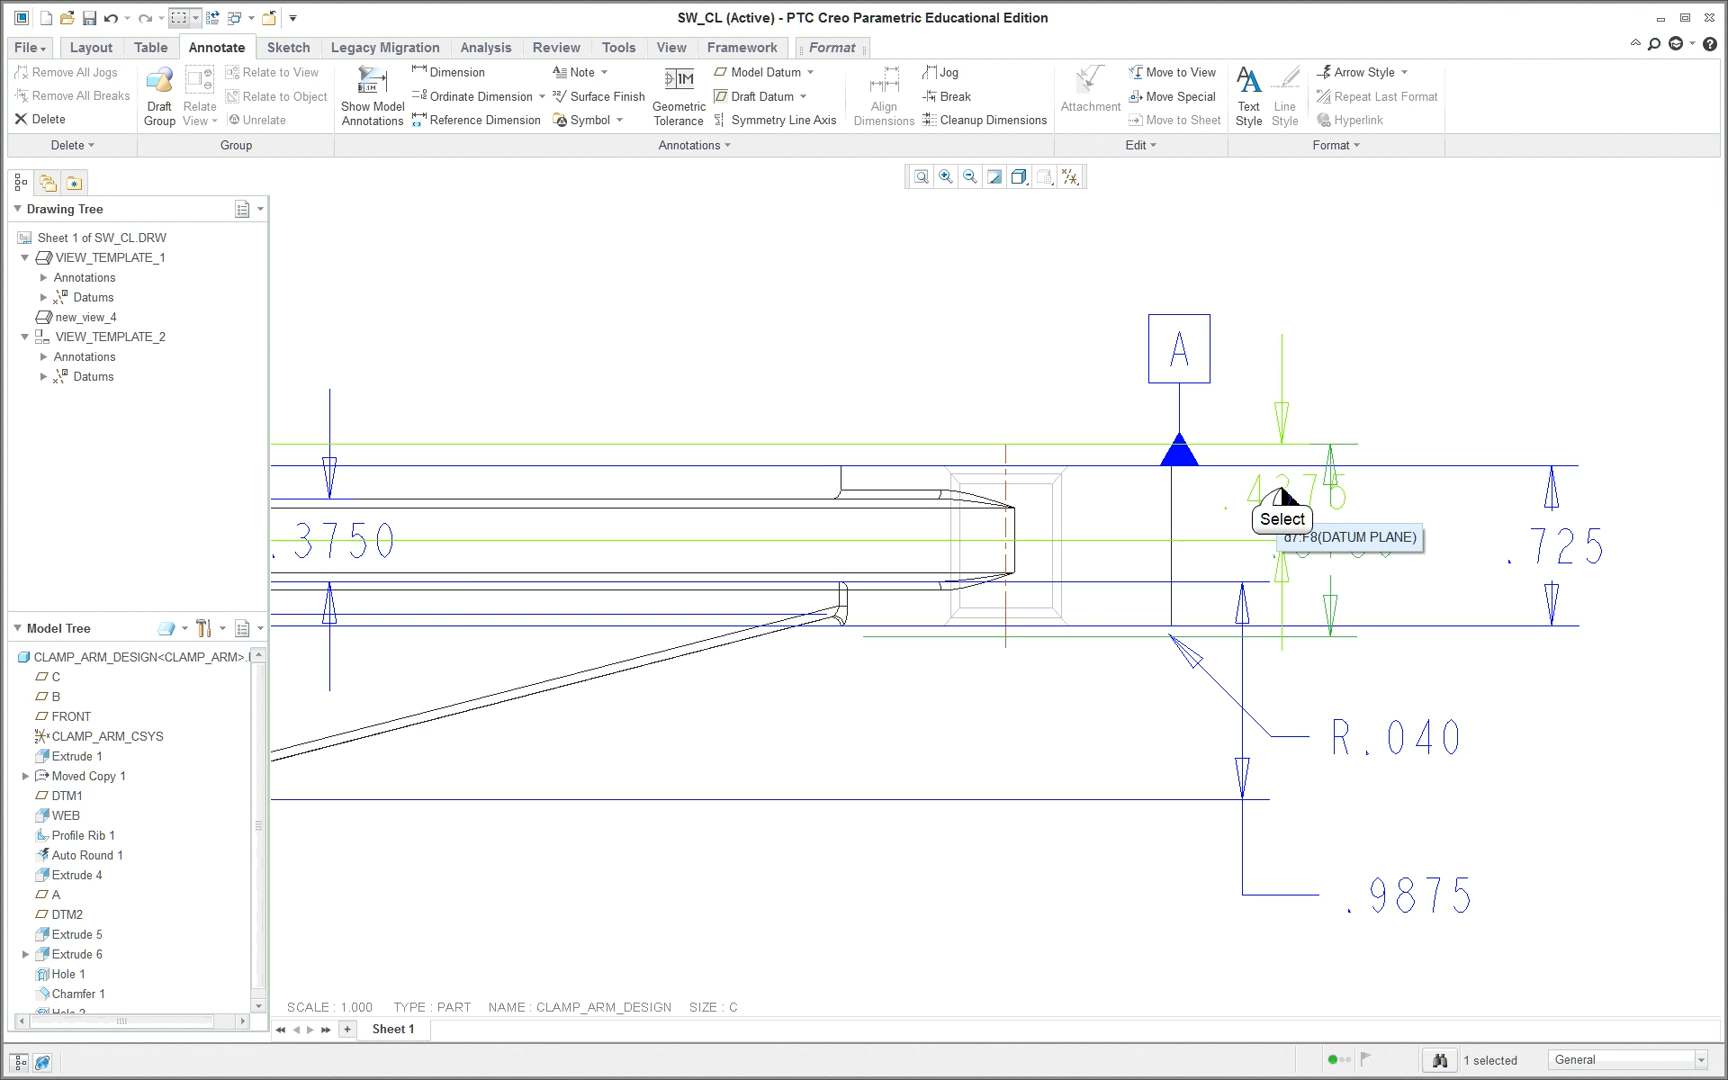 SW_CL (Active) - PTC Creo Parametric Educational Edition
File Layout Table Annotate Sketch Legacy Migration Analysis Review Tools View Framework Format
Remove All Jogs
Remove All Breaks
Delete
Draft Group
Relate View
Relate to View
Relate to Object
Unrelate
Show Model Annotations
Dimension
Ordinate Dimension
Reference Dimension
Note
Surface Finish
Symbol
Geometric Tolerance
Model Datum
Draft Datum
Symmetry Line Axis
Align Dimensions
Jog
Break
Cleanup Dimensions
Attachment
Move to View
Move Special
Move to Sheet
Text Style
Line Style
Arrow Style
Repeat Last Format
Hyperlink
Delete Group Annotations Edit Format
Drawing Tree
Sheet 1 of SW_CL.DRW
VIEW_TEMPLATE_1
Annotations
Datums
new_view_4
VIEW_TEMPLATE_2
Annotations
Datums
Model Tree
CLAMP_ARM_DESIGN<CLAMP_ARM>.
C
B
FRONT
CLAMP_ARM_CSYS
Extrude 1
Moved Copy 1
DTM1
WEB
Profile Rib 1
Auto Round 1
Extrude 4
A
DTM2
Extrude 5
Extrude 6
Hole 1
Chamfer 1
Hole 2
A
.3750
Select
d7:F8(DATUM PLANE)
.725
R.040
.9875
SCALE : 1.000 TYPE : PART NAME : CLAMP_ARM_DESIGN SIZE : C
Sheet 1
1 selected
General